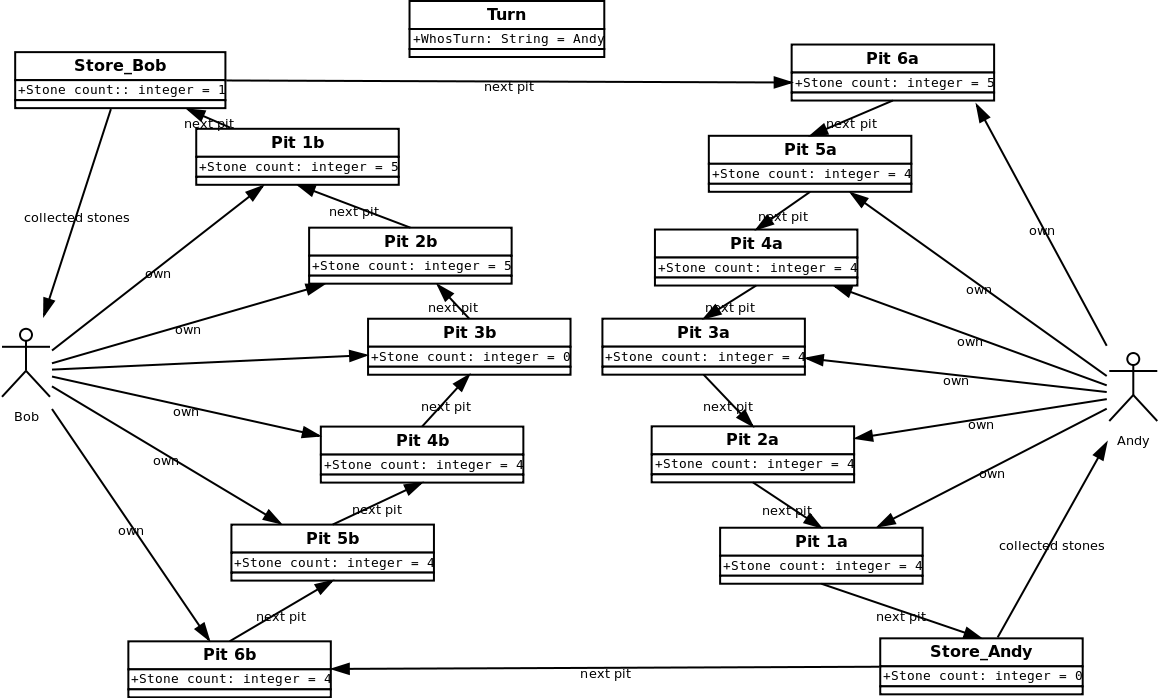 Turn
+WhosTurn: String = Andy
Store_Bob
+Stone count:: integer = 1
Pit 6a
+Stone count: integer = 5
next pit
next pit
next pit
Pit 1b
+Stone count: integer = 5
Pit 5a
+Stone count: integer = 4
collected stones
next pit
next pit
own
Pit 2b
+Stone count: integer = 5
Pit 4a
+Stone count: integer = 4
own
own
next pit
next pit
own
Pit 3b
+Stone count: integer = 0
Pit 3a
+Stone count: integer = 4
own
own
Bob
own
next pit
next pit
own
Andy
Pit 4b
+Stone count: integer = 4
Pit 2a
+Stone count: integer = 4
own
own
next pit
next pit
own
Pit 5b
+Stone count: integer = 4
Pit 1a
+Stone count: integer = 4
collected stones
next pit
next pit
Pit 6b
+Stone count: integer = 4
next pit
Store_Andy
+Stone count: integer = 0